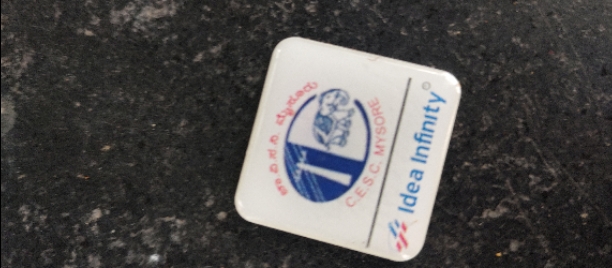 ಚಾ.ವಿ.ಸ.ನಿ. ಮೈಸೂರು
C.E.S.C. MYSORE
Idea Infinity